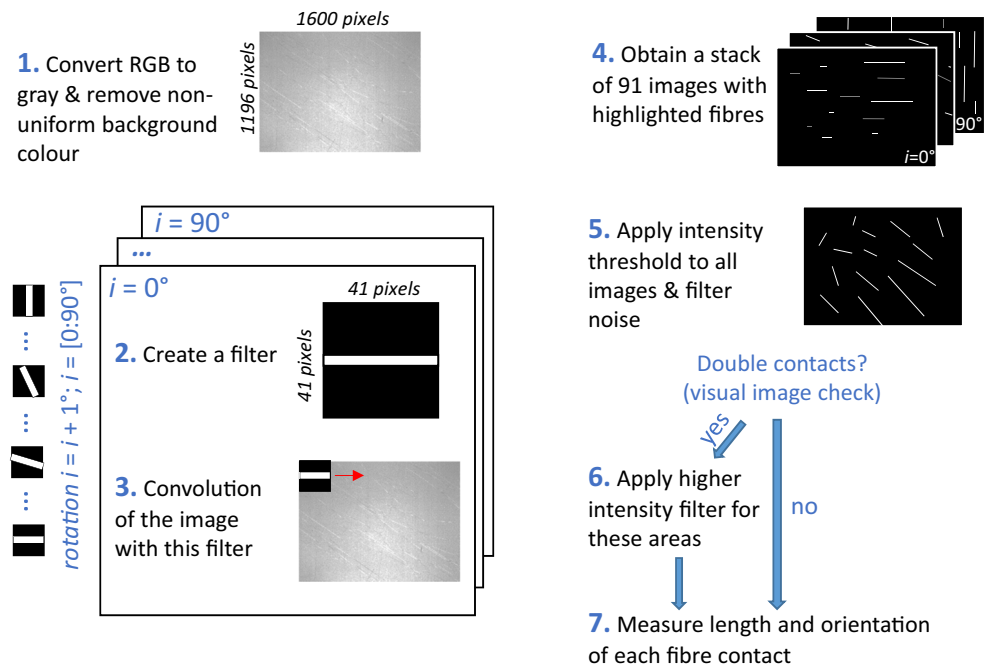 1600 pixels
1196 pixels
1. Convert RGB to
gray & remove non-
uniform background
colour
i = 90°
...
i = 0°
rotation i = i + 1°; i = [0:90°]
...
...
...
41 pixels
41 pixels
2. Create a filter
3. Convolution
of the image
with this filter
4. Obtain a stack
of 91 images with
highlighted fibres
90°
i=0°
5. Apply intensity
threshold to all
images & filter
noise
Double contacts?
(visual image check)
yes
no
6. Apply higher
intensity filter for
these areas
7. Measure length and orientation
of each fibre contact